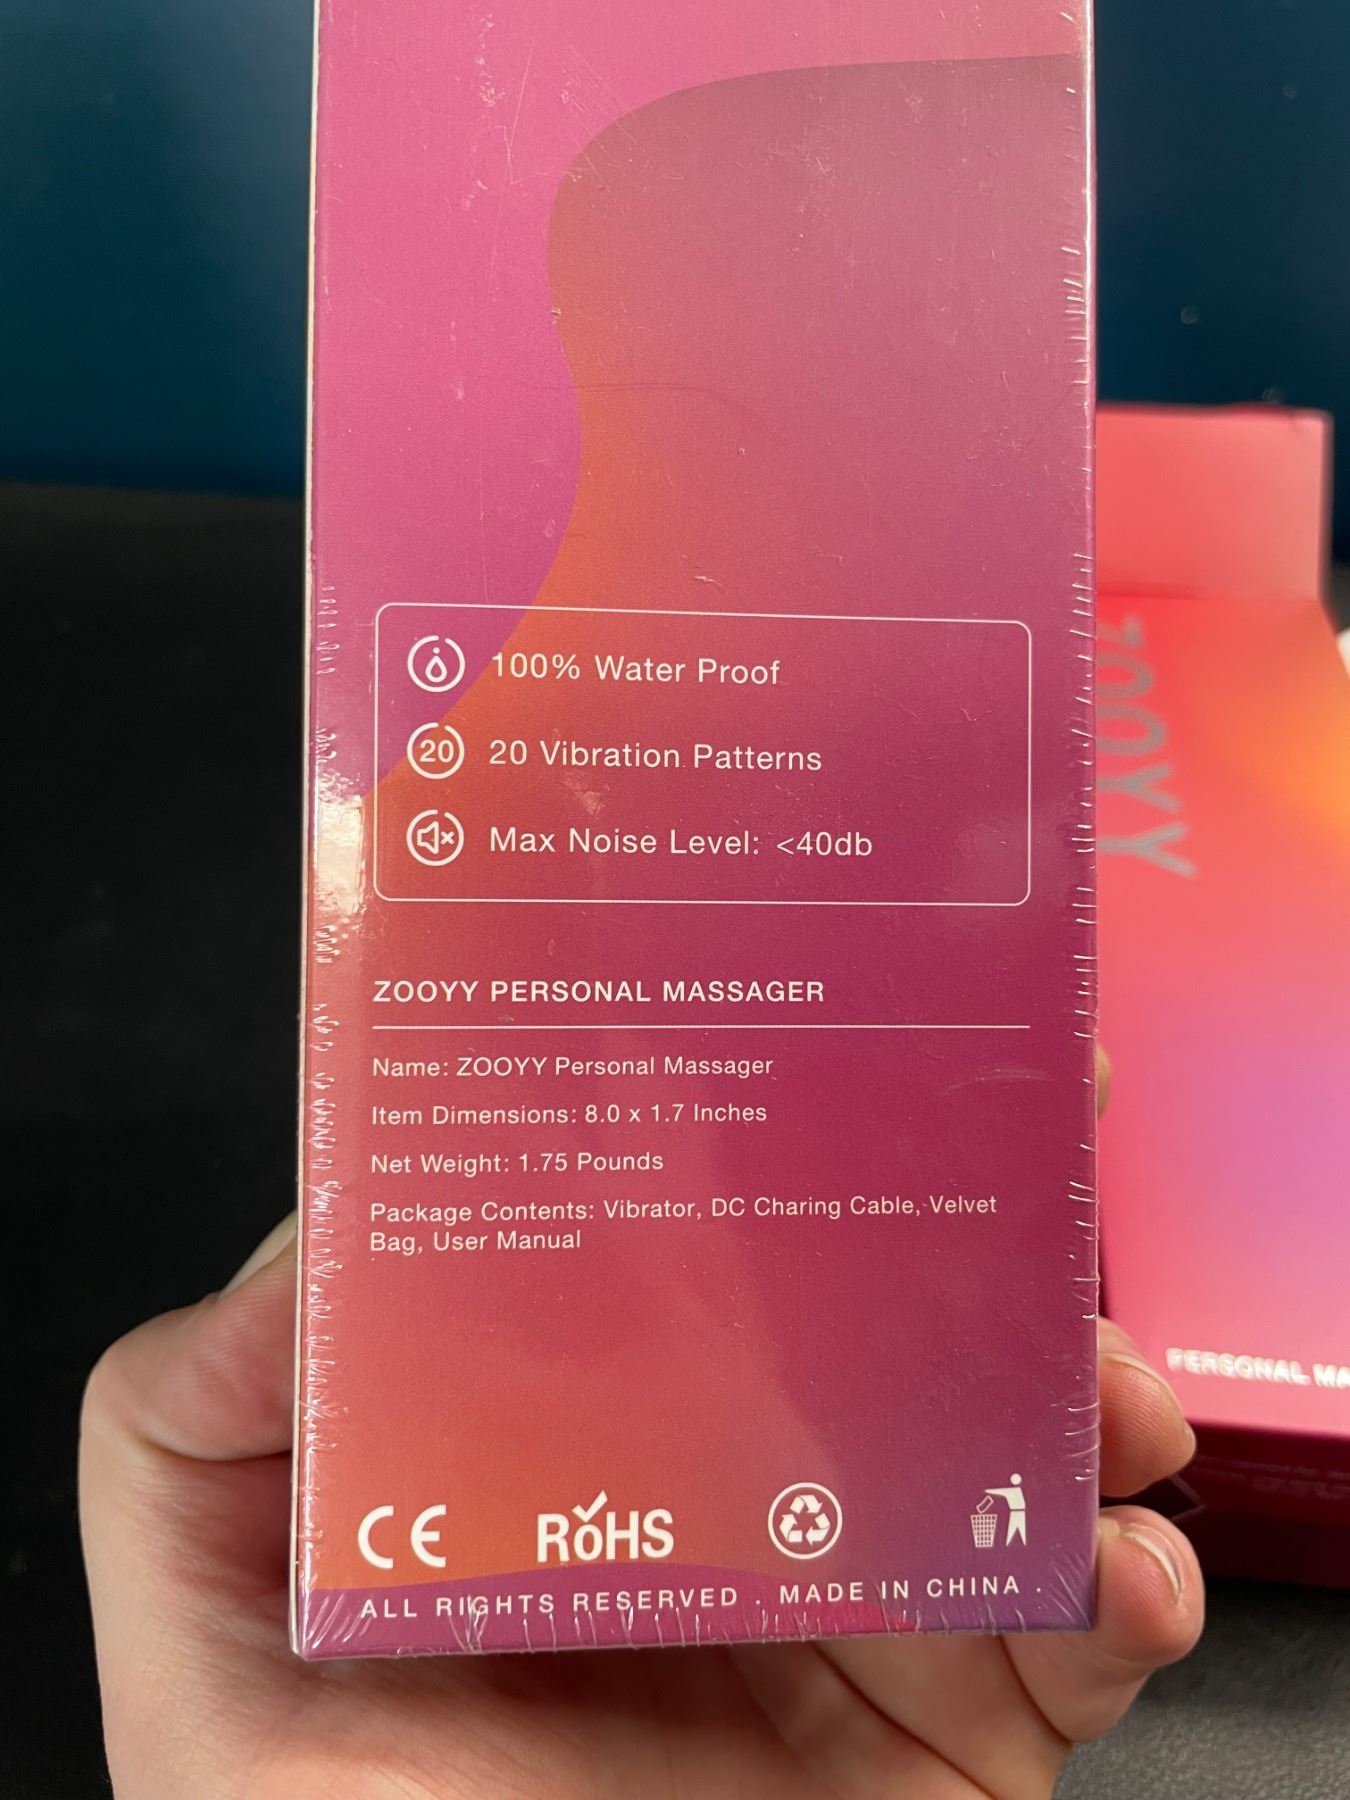 100% Water Proof
20
20 Vibration Patterns
Max Noise Level: <40db
ZOOYY PERSONAL MASSAGER
Name: ZOOYY Personal Massager
Item Dimensions: 8.0 x 1.7 Inches
Net Weight: 1.75 Pounds
Package Contents: Vibrator, DC Charing Cable, Velvet
Bag, User Manual
CE
RoHS
ALL RIGHTS RESERVED . MADE IN CHINA .
ZOOYY
PERSONAL MA